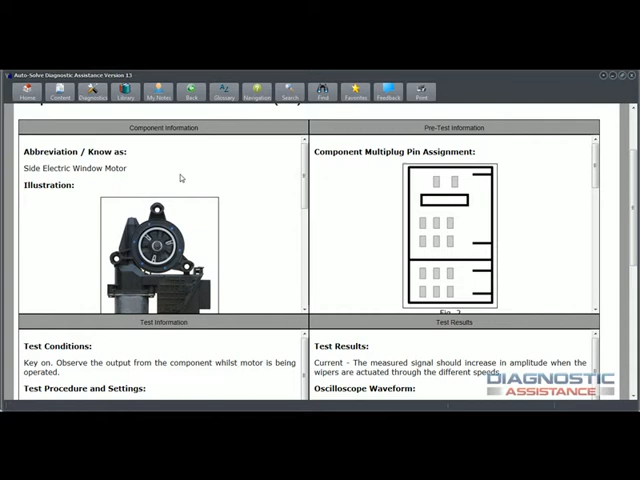 Auto-Solve Diagnostic Assistance Version 13
Home
Content
Diagnostics
Library
My Notes
Back
Glossary
Navigation
Search
Find
Favorites
Feedback
Print
Component Information
Pre-Test Information
Abbreviation / Know as:
Side Electric Window Motor
Illustration:
Component Multiplug Pin Assignment:
Fig. 2
Test Information
Test Results
Test Conditions:
Key on. Observe the output from the component whilst motor is being
operated.
Test Procedure and Settings:
Test Results:
Current - The measured signal should increase in amplitude when the
wipers are actuated through the different speeds.
Oscilloscope Waveform:
DIAGNOSTIC
ASSISTANCE